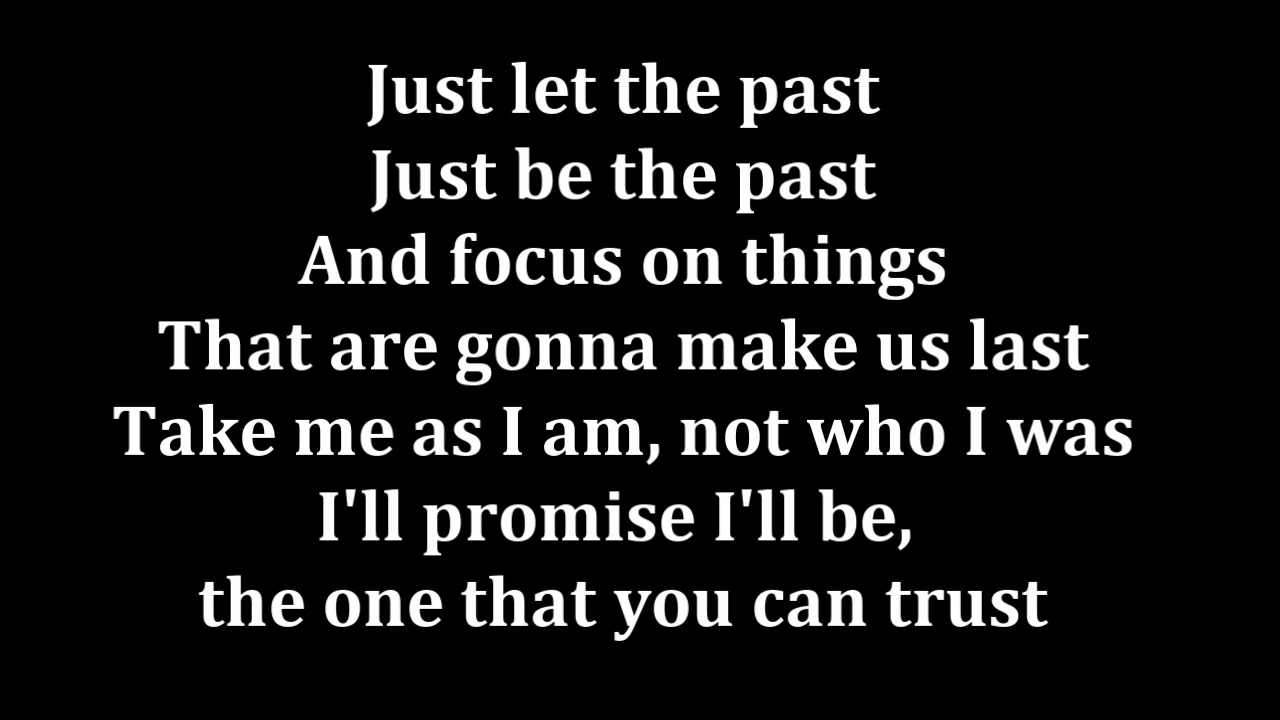 Just let the past
Just be the past
And focus on things
That are gonna make us last
Take me as I am, not who I was
I'll promise I'll be,
the one that you can trust